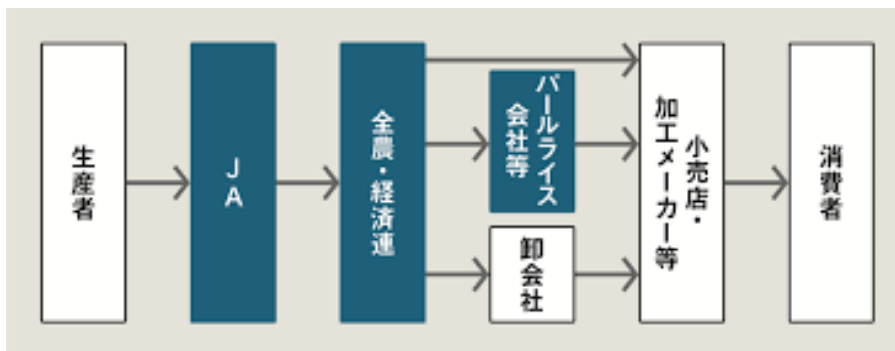 生産者
JA
全農・経済連
パールライス
会社等
卸会社
小売店・
加工メーカー等
消費者